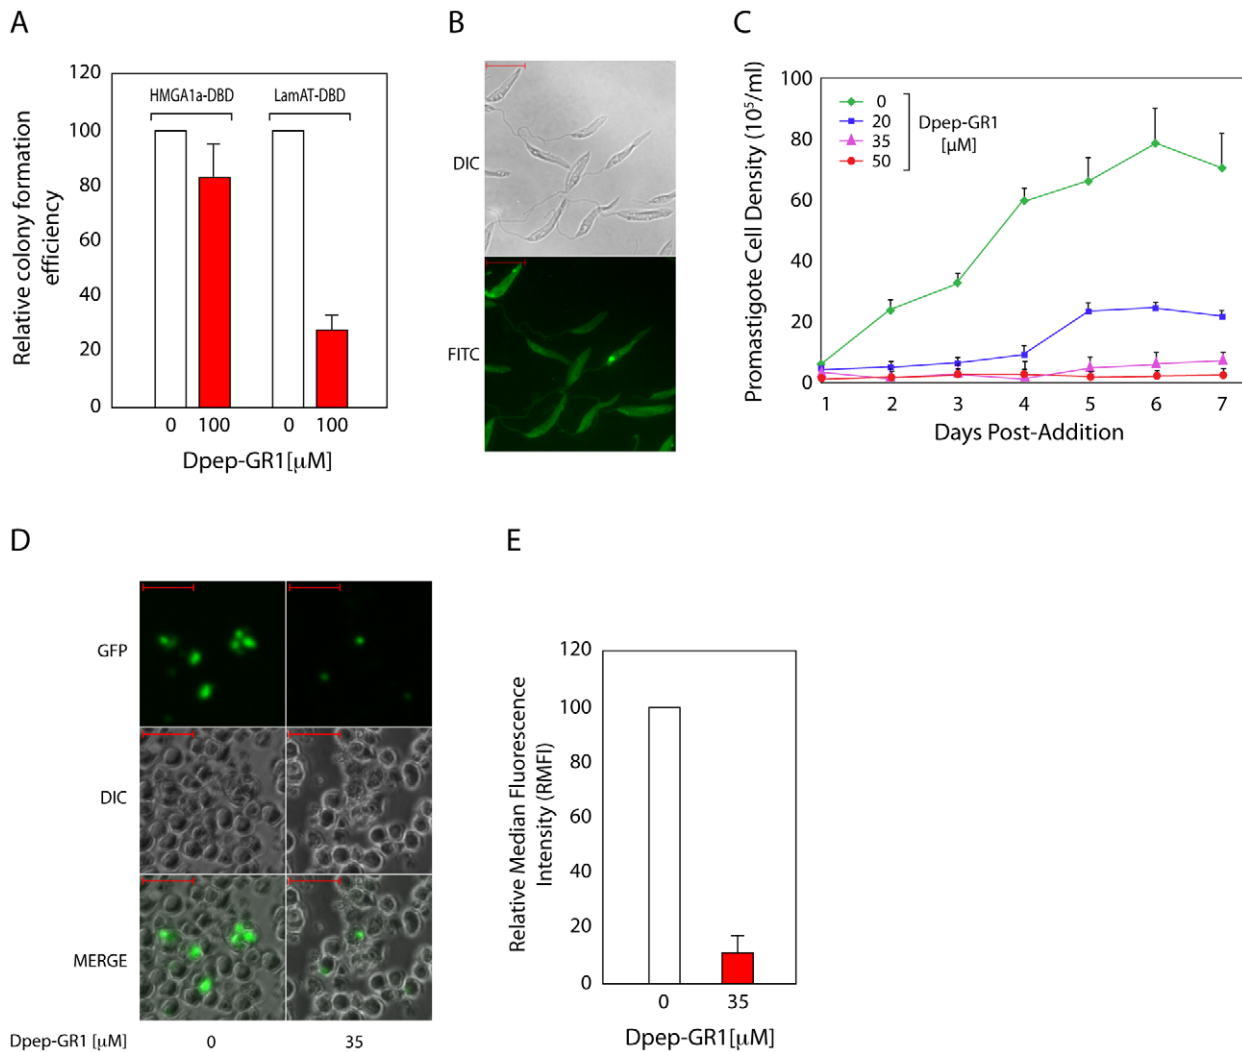 A
Relative colony formation
efficiency
120
100
80
60
40
20
0
HMGA1a-DBD
LamAT-DBD
0
100
0
100
Dpep-GR1[μM]
B
DIC
FITC
C
Promastigote Cell Density (10⁵/ml)
100
80
60
40
20
0
0
20
35
50
Dpep-GR1
[μM]
1
2
3
4
5
6
7
Days Post-Addition
D
GFP
DIC
MERGE
Dpep-GR1 [μM]
0
35
E
Relative Median Fluorescence
Intensity (RMFI)
120
100
80
60
40
20
0
0
35
Dpep-GR1[μM]